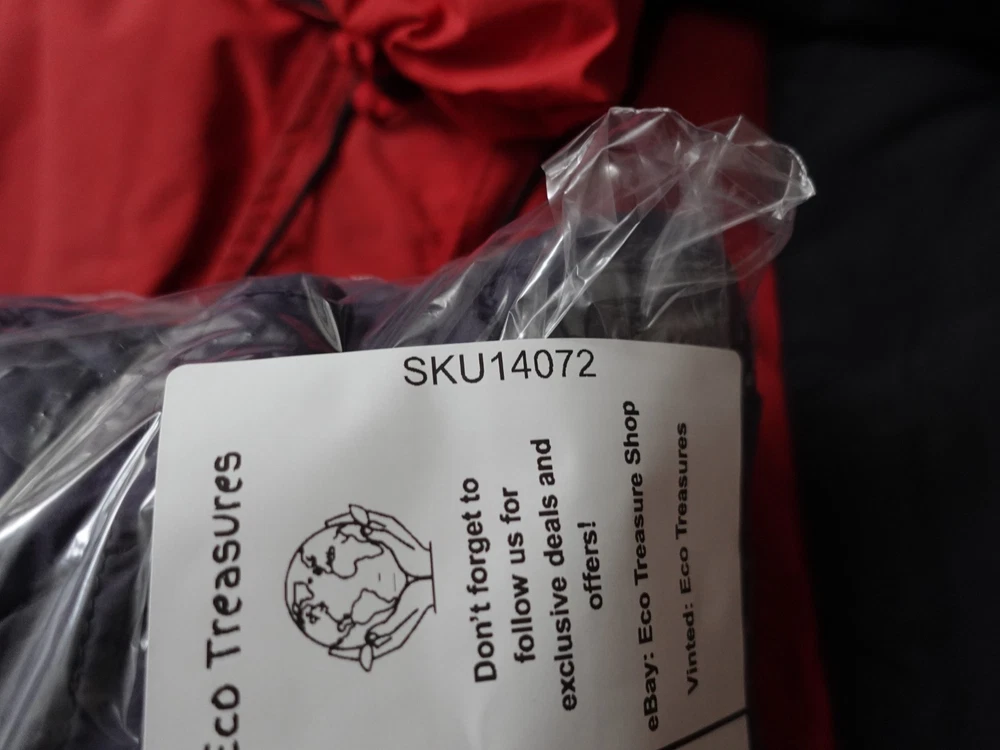 SKU14072
Eco Treasures
Don't forget to
follow us for
exclusive deals and
offers!
eBay: Eco Treasure Shop
Vinted: Eco Treasures